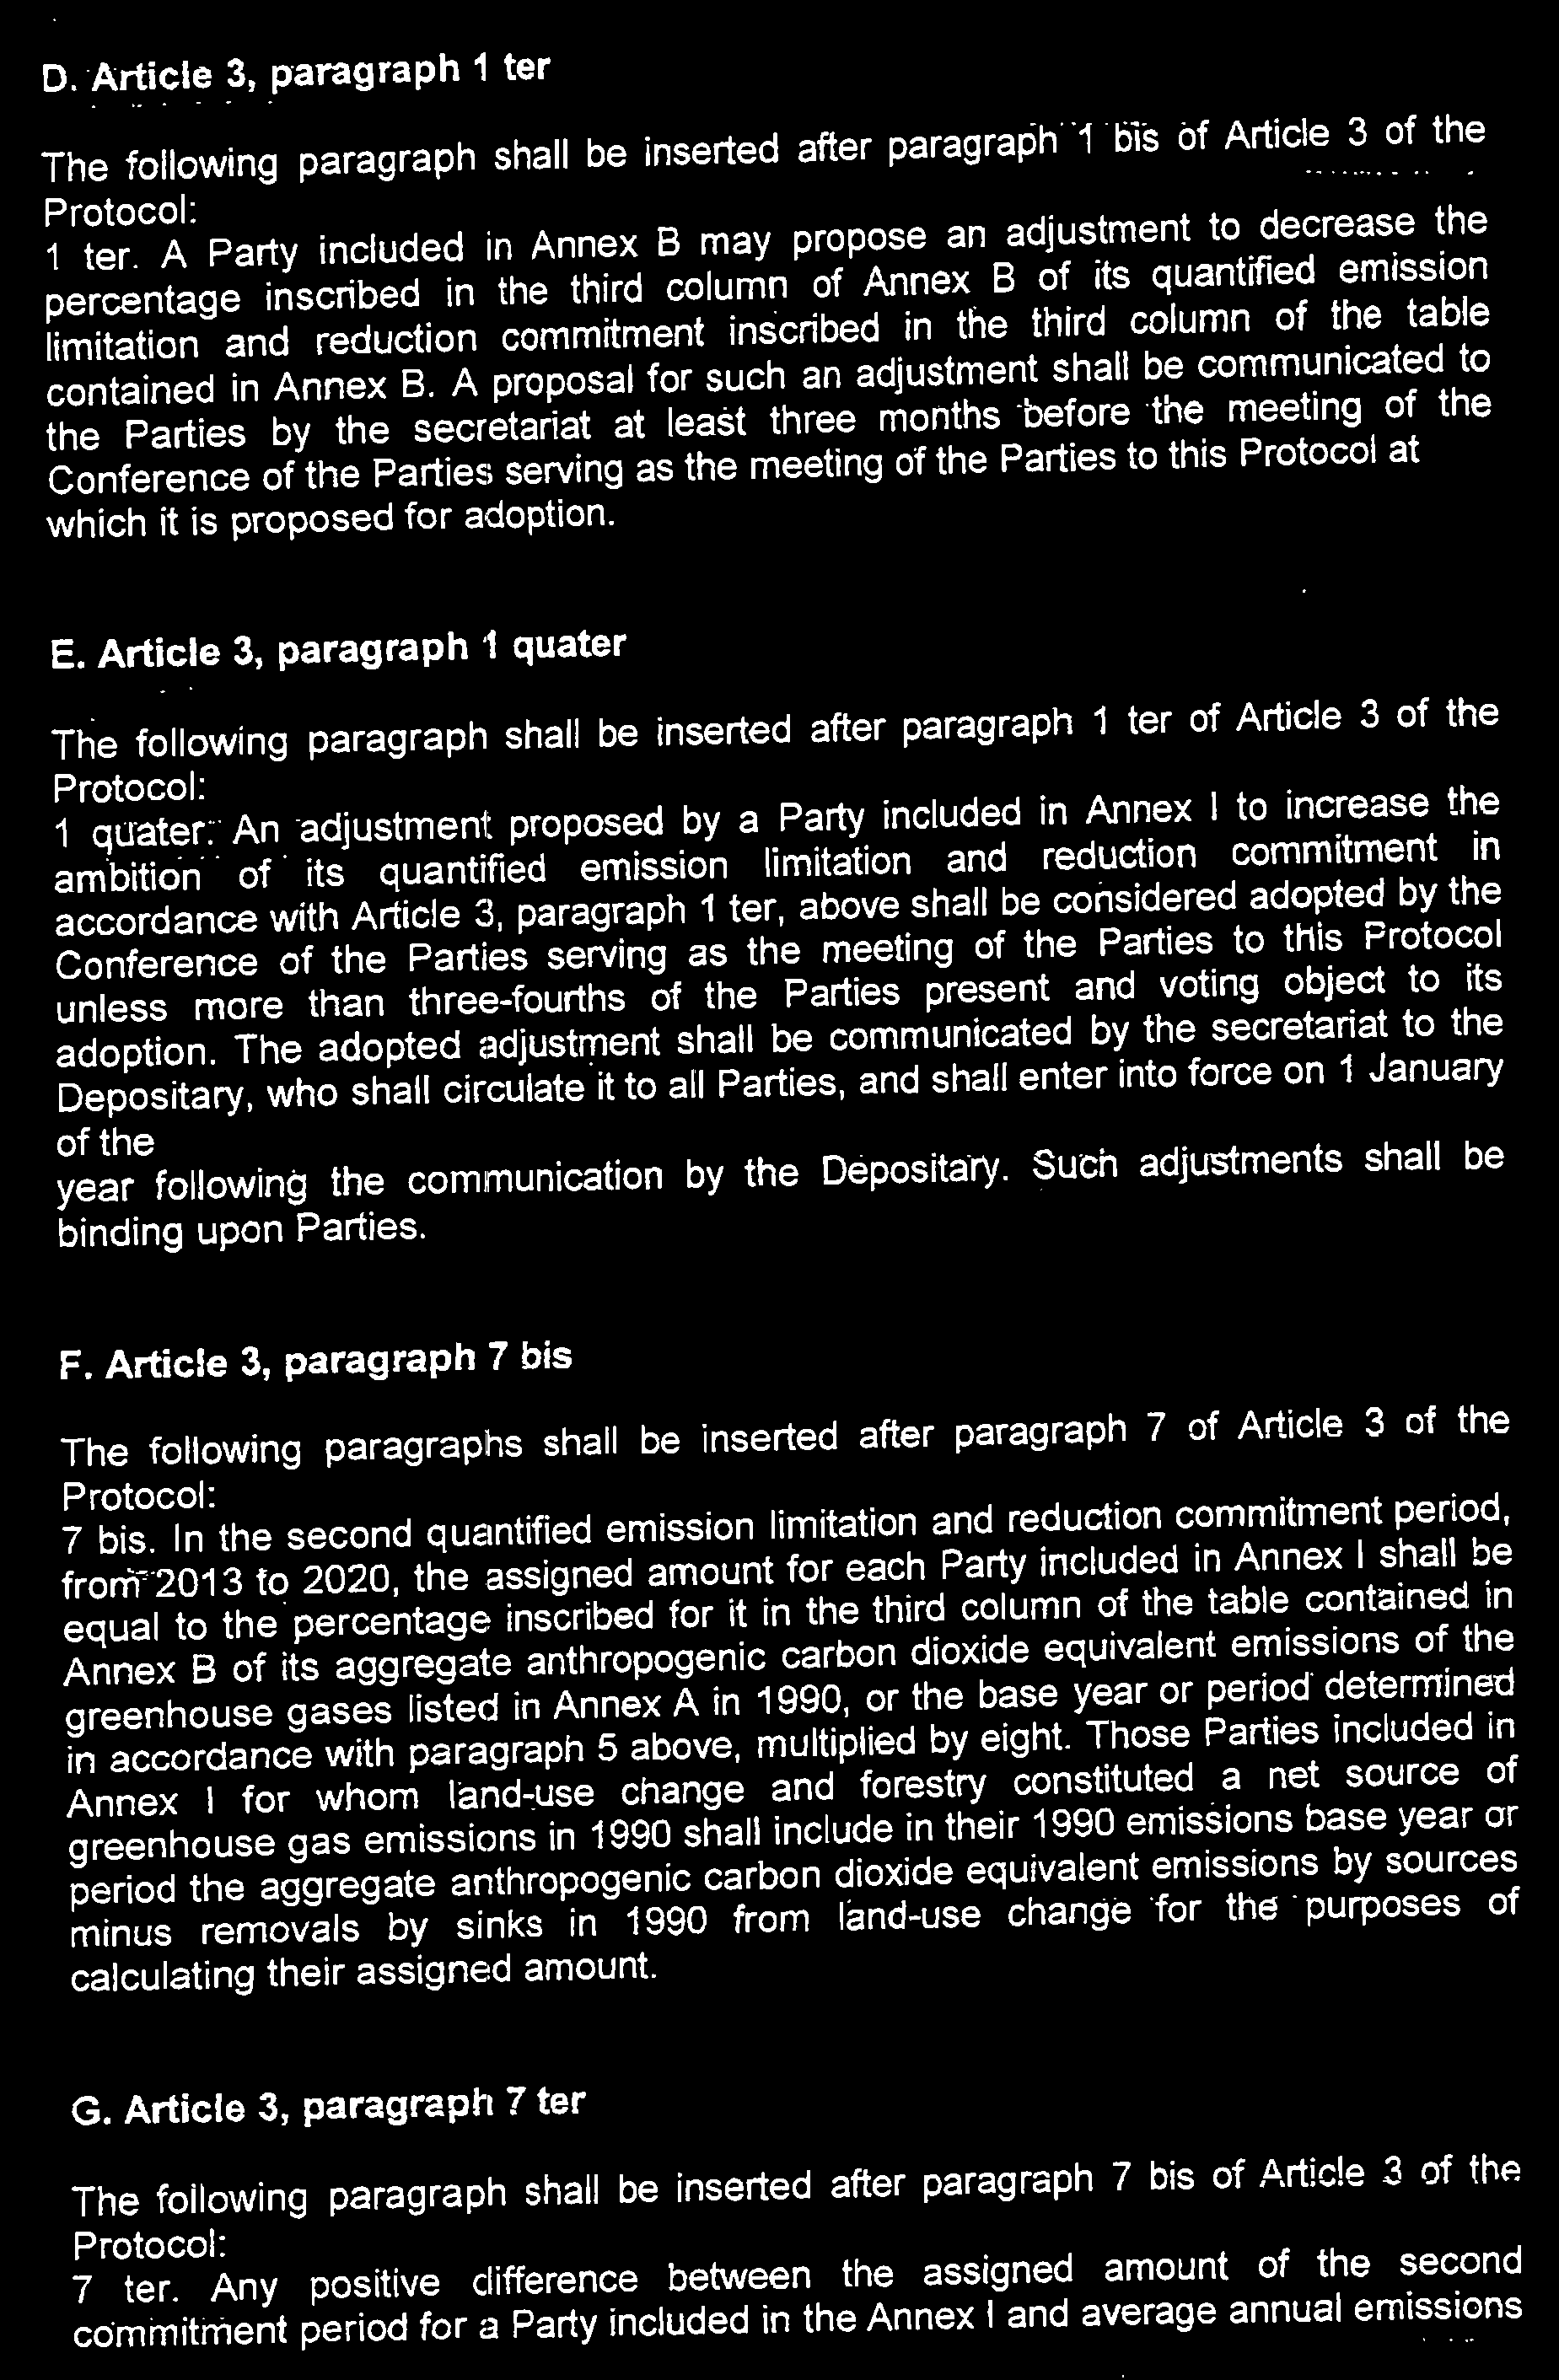 D. Article 3, paragraph 1 ter
The following paragraph shall be inserted after paragraph 1 bis of Article 3 of the
Protocol:
1 ter. A Party included in Annex B may propose an adjustment to decrease the
percentage inscribed in the third column of Annex B of its quantified emission
limitation and reduction commitment inscribed in the third column of the table
contained in Annex B. A proposal for such an adjustment shall be communicated to
the Parties by the secretariat at least three months before the meeting of the
Conference of the Parties serving as the meeting of the Parties to this Protocol at
which it is proposed for adoption.
E. Article 3, paragraph 1 quater
The following paragraph shall be inserted after paragraph 1 ter of Article 3 of the
Protocol:
1 quater. An adjustment proposed by a Party included in Annex I to increase the
ambition of its quantified emission limitation and reduction commitment in
accordance with Article 3, paragraph 1 ter, above shall be considered adopted by the
Conference of the Parties serving as the meeting of the Parties to this Protocol
unless more than three-fourths of the Parties present and voting object to its
adoption. The adopted adjustment shall be communicated by the secretariat to the
Depositary, who shall circulate it to all Parties, and shall enter into force on 1 January
of the
year following the communication by the Depositary. Such adjustments shall be
binding upon Parties.
F. Article 3, paragraph 7 bis
The following paragraphs shall be inserted after paragraph 7 of Article 3 of the
Protocol:
7 bis. In the second quantified emission limitation and reduction commitment period,
from 2013 to 2020, the assigned amount for each Party included in Annex I shall be
equal to the percentage inscribed for it in the third column of the table contained in
Annex B of its aggregate anthropogenic carbon dioxide equivalent emissions of the
greenhouse gases listed in Annex A in 1990, or the base year or period determined
in accordance with paragraph 5 above, multiplied by eight. Those Parties included in
Annex I for whom land-use change and forestry constituted a net source of
greenhouse gas emissions in 1990 shall include in their 1990 emissions base year or
period the aggregate anthropogenic carbon dioxide equivalent emissions by sources
minus removals by sinks in 1990 from land-use change for the purposes of
calculating their assigned amount.
G. Article 3, paragraph 7 ter
The following paragraph shall be inserted after paragraph 7 bis of Article 3 of the
Protocol:
7 ter. Any positive difference between the assigned amount of the second
commitment period for a Party included in the Annex I and average annual emissions